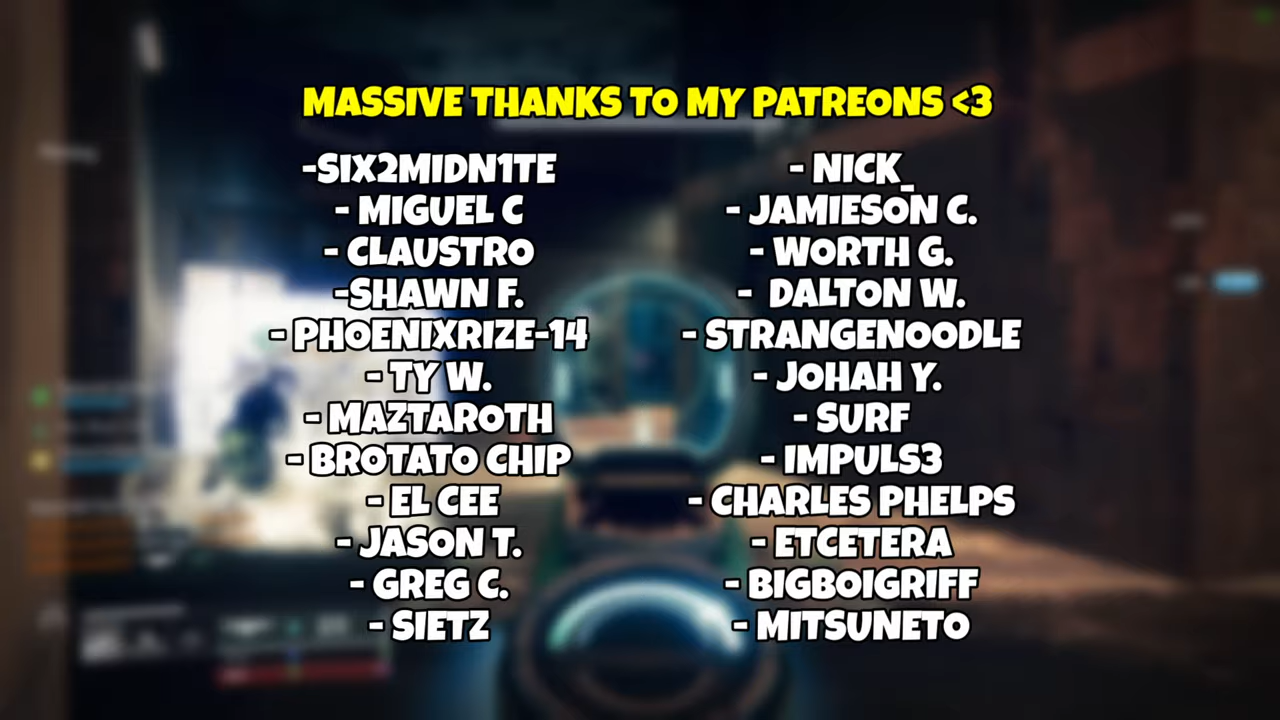 MASSIVE THANKS TO MY PATREONS <3
-SIX2MIDN1TE
- MIGUEL C
- CLAUSTRO
-SHAWN F.
- PHOENIXRIZE-14
- TY W.
- MAZTAROTH
- BROTATO CHIP
- EL CEE
- JASON T.
- GREG C.
- SIETZ
- NICK_
- JAMIESON C.
- WORTH G.
- DALTON W.
- STRANGENOODLE
- JOHAH Y.
- SURF
- IMPULS3
- CHARLES PHELPS
- ETCETERA
- BIGBOIGRIFF
- MITSUNETO